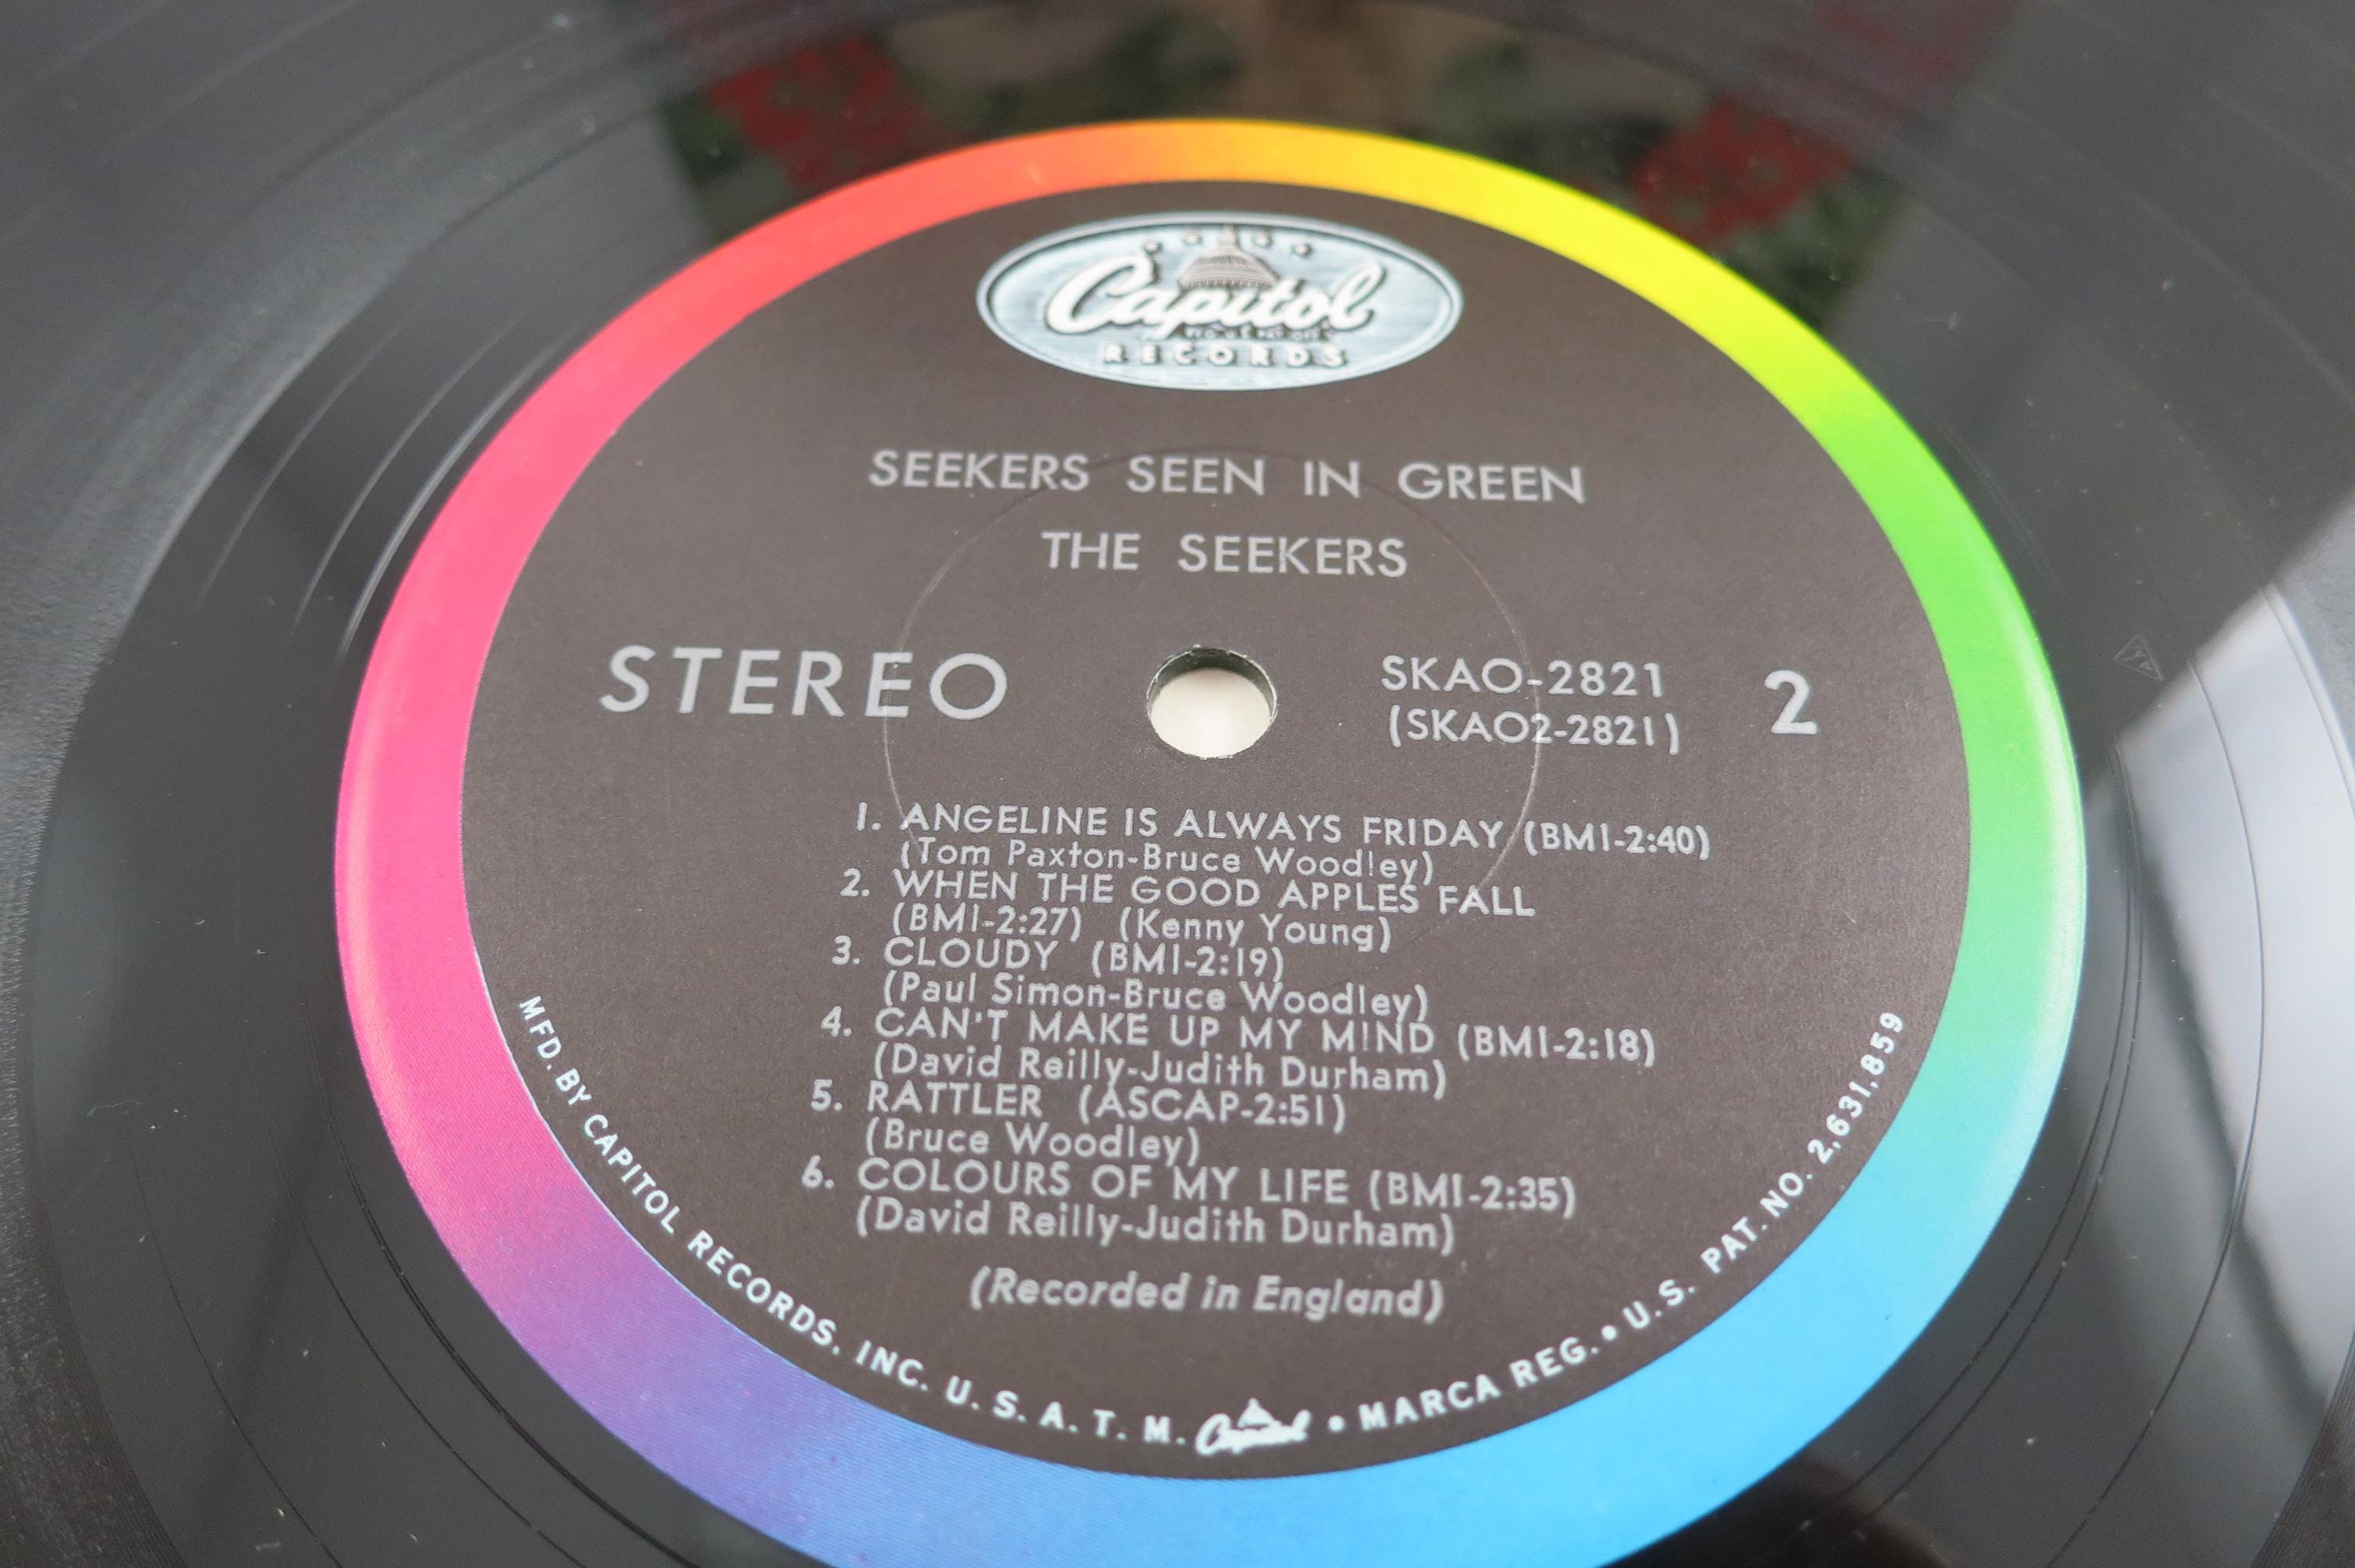 Capitol
REG. U.S. PAT. OFF.
RECORDS
SEEKERS SEEN IN GREEN
THE SEEKERS
STEREO
SKAO-2821
(SKAO2-2821)
2
1. ANGELINE IS ALWAYS FRIDAY (BMI-2:40)
(Tom Paxton-Bruce Woodley)
2. WHEN THE GOOD APPLES FALL
(BMI-2:27) (Kenny Young)
3. CLOUDY (BMI-2:19)
(Paul Simon-Bruce Woodley)
4. CAN'T MAKE UP MY MIND (BMI-2:18)
(David Reilly-Judith Durham)
5. RATTLER (ASCAP-2:51)
(Bruce Woodley)
6. COLOURS OF MY LIFE (BMI-2:35)
(David Reilly-Judith Durham)
(Recorded in England)
MFD. BY CAPITOL RECORDS, INC. U. S. A. T. M. Capitol • MARCA REG. • U. S. PAT. NO. 2,631,859